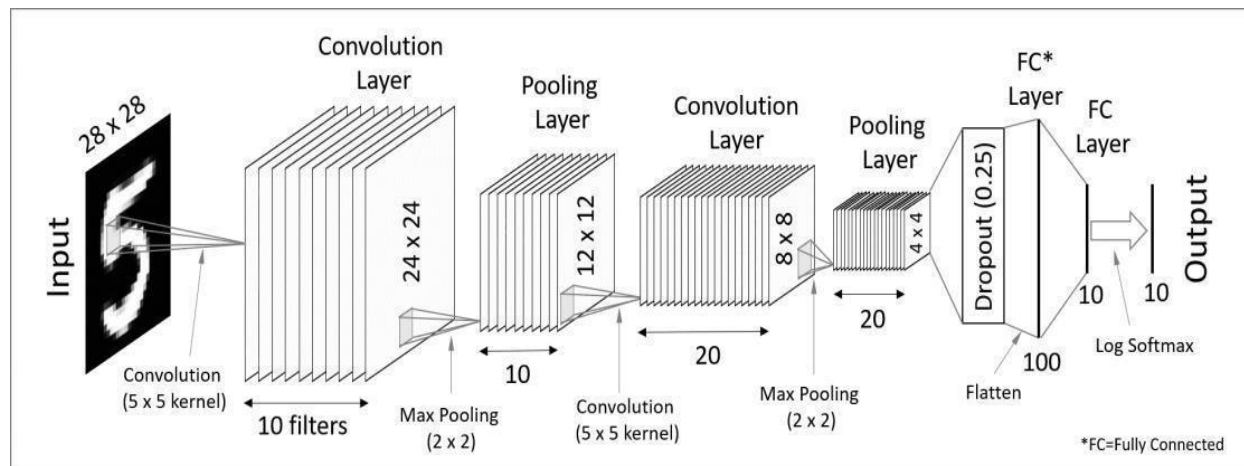 Input
28 x 28
Convolution
(5 x 5 kernel)
Convolution
Layer
24 x 24
10 filters
Max Pooling
(2 x 2)
Pooling
Layer
12 x 12
10
Convolution
(5 x 5 kernel)
Convolution
Layer
8 x 8
20
Max Pooling
(2 x 2)
Pooling
Layer
4 x 4
20
Dropout (0.25)
Flatten
FC*
Layer
100
FC
Layer
10
Log Softmax
10
Output
*FC=Fully Connected